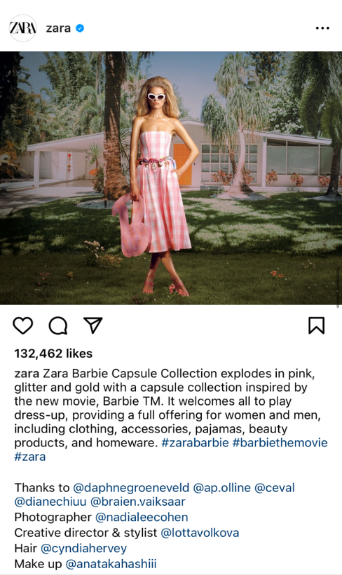 ZARA zara
132,462 likes
zara Zara Barbie Capsule Collection explodes in pink,
glitter and gold with a capsule collection inspired by
the new movie, Barbie TM. It welcomes all to play
dress-up, providing a full offering for women and men,
including clothing, accessories, pajamas, beauty
products, and homeware. #zarabarbie #barbiethemovie
#zara
Thanks to @daphnegroeneveld @ap.olline @ceval
@dianechiuu @braien.vaiksaar
Photographer @nadialeecohen
Creative director & stylist @lottavolkova
Hair @cyndiahervey
Make up @anatakahashiii